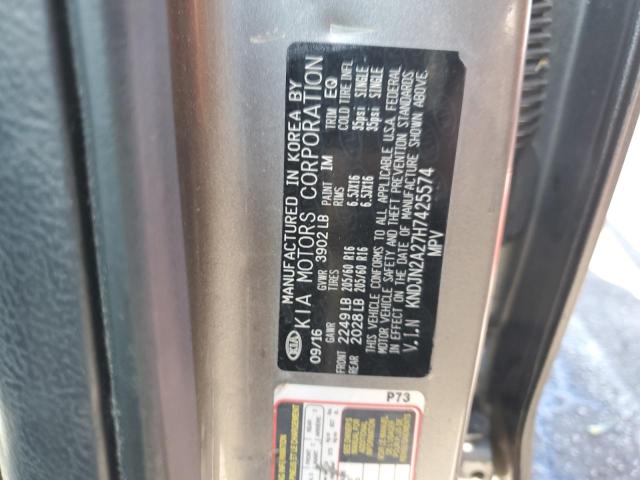 KIA
MANUFACTURED IN KOREA BY
KIA MOTORS CORPORATION
09/16 GVWR 3902LB PAINT IM TRIM EQ
GAWR TIRES RIMS COLD TIRE INFL
FRONT 2249LB 205/60 R16 6.5JX16 35psi SINGLE
REAR 2028LB 205/60 R16 6.5JX16 35psi SINGLE
THIS VEHICLE CONFORMS TO ALL APPLICABLE U.S.A. FEDERAL
MOTOR VEHICLE SAFETY AND THEFT PREVENTION STANDARDS
IN EFFECT ON THE DATE OF MANUFACTURE SHOWN ABOVE.
V.I.N KNDJN2A27H7425574
MPV
P73